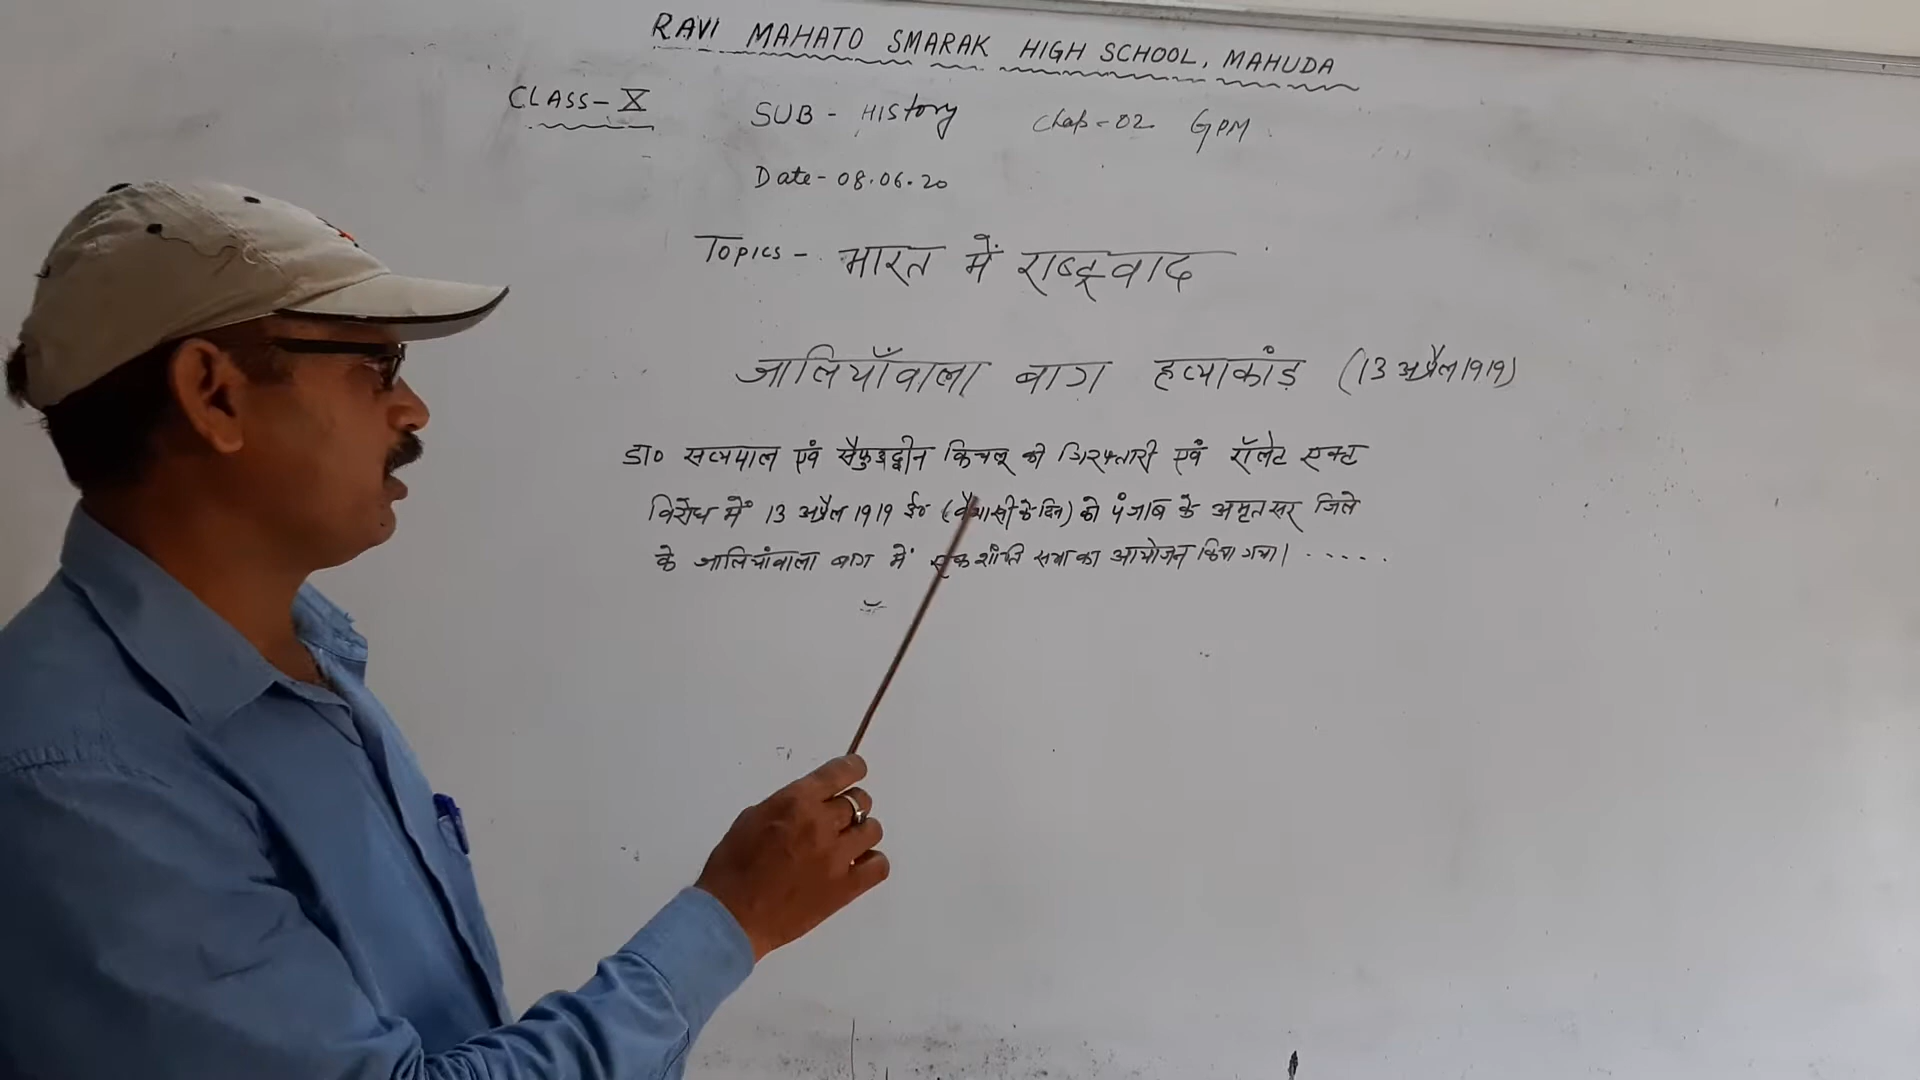 RAVI MAHATO SMARAK HIGH SCHOOL, MAHUDA
CLASS-X
SUB - HIStory Chap-02 GPM
Date-08.06.20
TOPICS - भारत में राष्ट्रवाद
जालियाँवाला बाग हत्याकांड़ (13 अप्रैल 1919)
डा० सत्यपाल एवं सैफुद्दीन किचलू की गिरफ्तारी एवं रॉलेट एक्ट
विरोध में 13 अप्रैल 1919 ई० (वैशाखी के दिन) को पंजाब के अमृतसर जिले
के जालियांवाला बाग में एक शांति सभा का आयोजन किया गया। .....